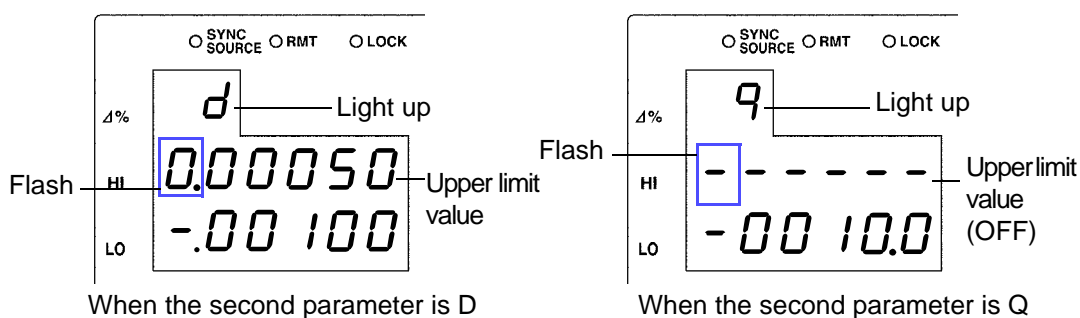 SYNC SOURCE RMT LOCK
Δ% d Light up
Flash HI 0.00050 Upper limit value
LO -.00100
When the second parameter is D
SYNC SOURCE RMT LOCK
Δ% q Light up
Flash HI ------ Upper limit value (OFF)
LO -0010.0
When the second parameter is Q